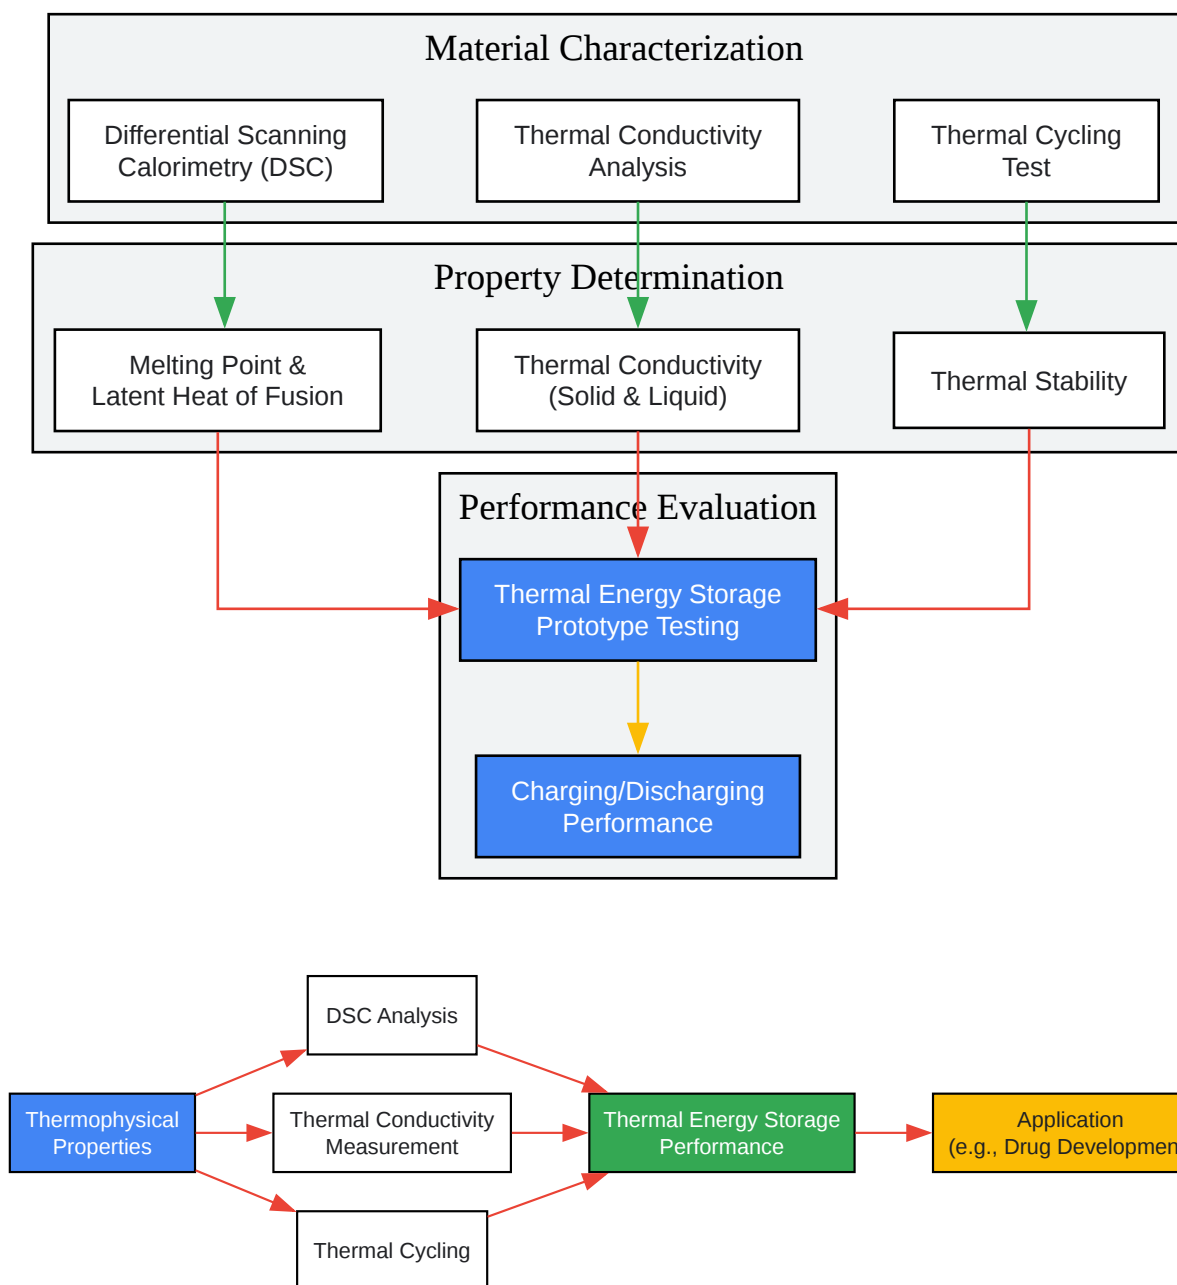 Material Characterization
Differential Scanning
Calorimetry (DSC)
Thermal Conductivity
Analysis
Thermal Cycling
Test
Property Determination
Melting Point &
Latent Heat of Fusion
Thermal Conductivity
(Solid & Liquid)
Thermal Stability
Performance Evaluation
Thermal Energy Storage
Prototype Testing
Charging/Discharging
Performance
DSC Analysis
Thermophysical
Properties
Thermal Conductivity
Measurement
Thermal Energy Storage
Performance
Application
(e.g., Drug Developmen
Thermal Cycling